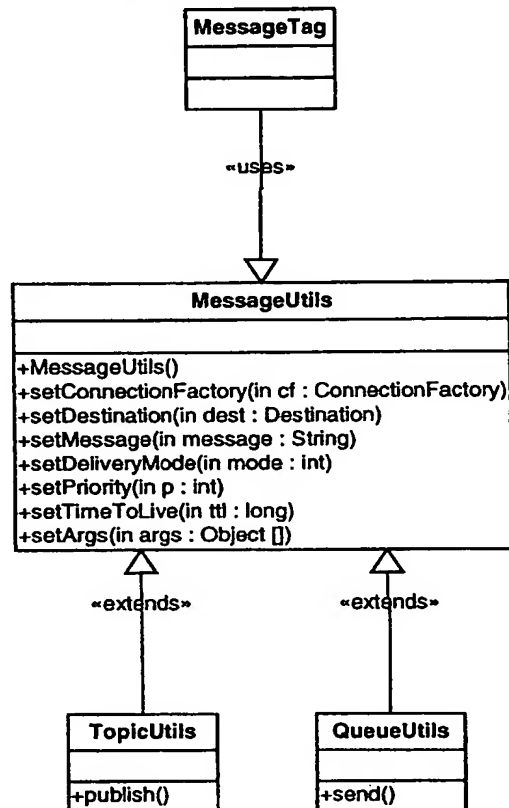 MessageTag
«uses»
MessageUtils
+MessageUtils()
+setConnectionFactory(in cf : ConnectionFactory)
+setDestination(in dest : Destination)
+setMessage(in message : String)
+setDeliveryMode(in mode : int)
+setPriority(in p : int)
+setTimeToLive(in ttl : long)
+setArgs(in args : Object [])
«extends» «extends»
TopicUtils QueueUtils
+publish() +send()